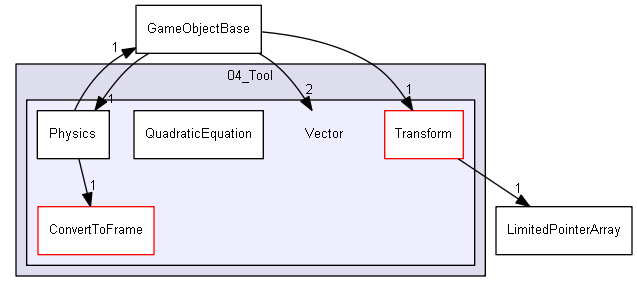 GameObjectBase
1
04_Tool
1
2
1
Physics
QuadraticEquation
Vector
Transform
1
1
ConvertToFrame
LimitedPointerArray